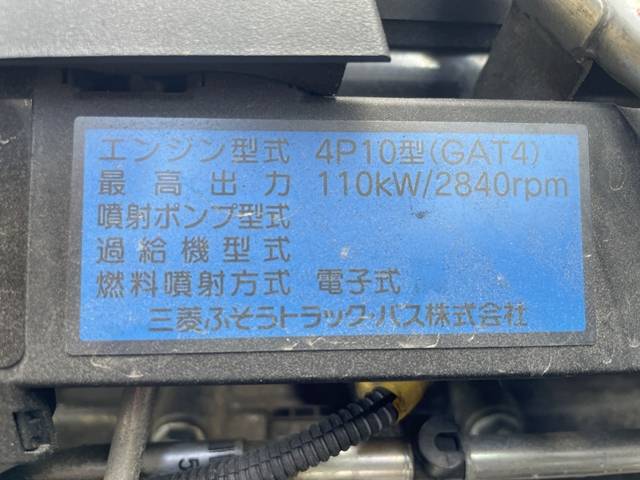 エンジン型式 4P10型(GAT4)
最高出力 110kW/2840rpm
噴射ポンプ型式
過給機型式
燃料噴射方式 電子式
三菱ふそうトラック・バス株式会社
5